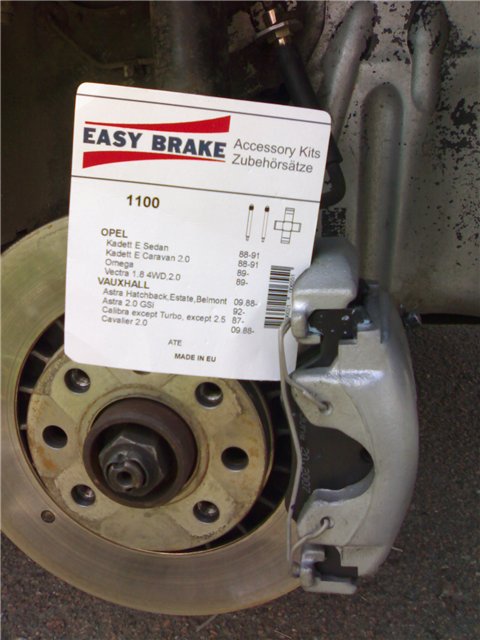 EASY BRAKE
Accessory Kits
Zubehörsätze
1100
OPEL
Kadett E Sedan 88-91
Kadett E Caravan 2.0 88-91
Omega 89-
Vectra 1.8 4WD,2.0 89-
VAUXHALL
Astra Hatchback,Estate,Belmont 09.88-
Astra 2.0 GSi 92-
Calibra except Turbo, except 2.5 87-
Cavalier 2.0 09.88-
ATE
MADE IN EU